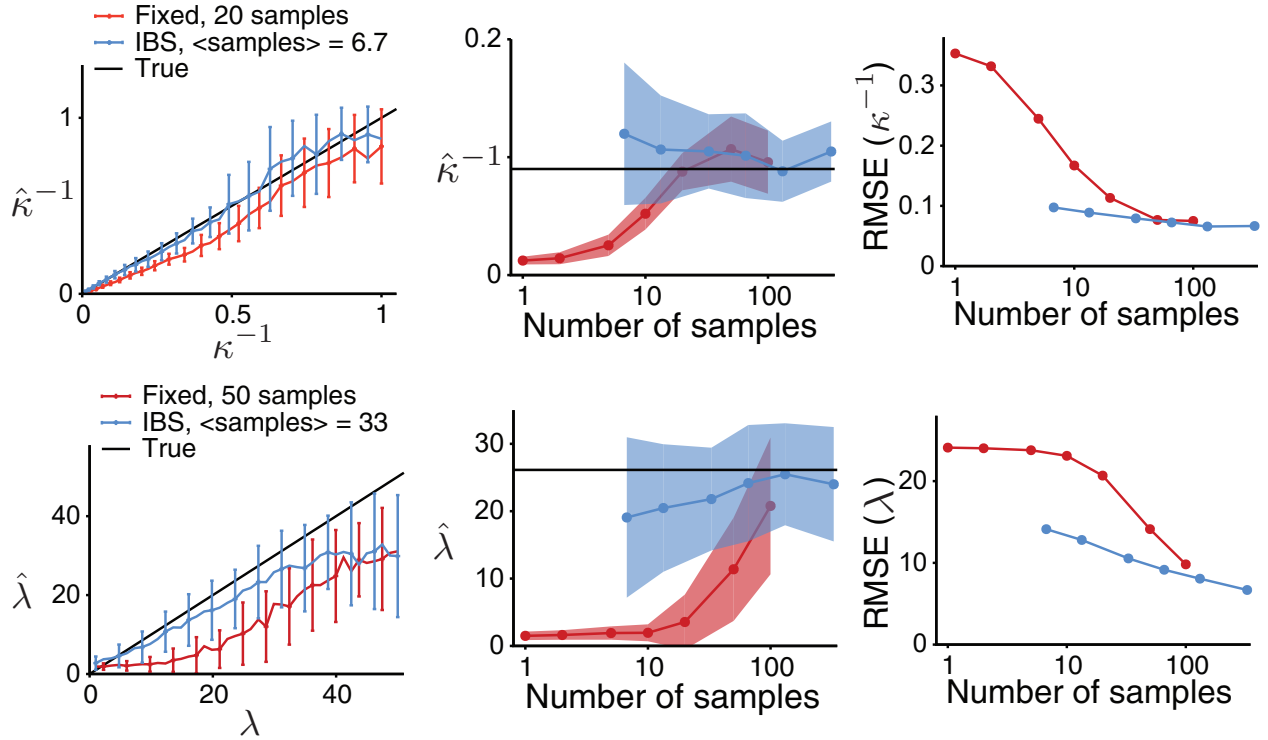 Fixed, 20 samples
IBS, <samples> = 6.7
True
1
0
κ̂⁻¹
0
0.5
1
κ⁻¹
0.2
1
0
κ̂⁻¹
1
10
100
Number of samples
0.3
0.2
0.1
0
RMSE (κ⁻¹)
1
10
100
Number of samples
Fixed, 50 samples
IBS, <samples> = 33
True
40
20
0
λ̂
0
20
40
λ
30
20
10
0
λ̂
1
10
100
Number of samples
20
10
0
RMSE (λ)
1
10
100
Number of samples